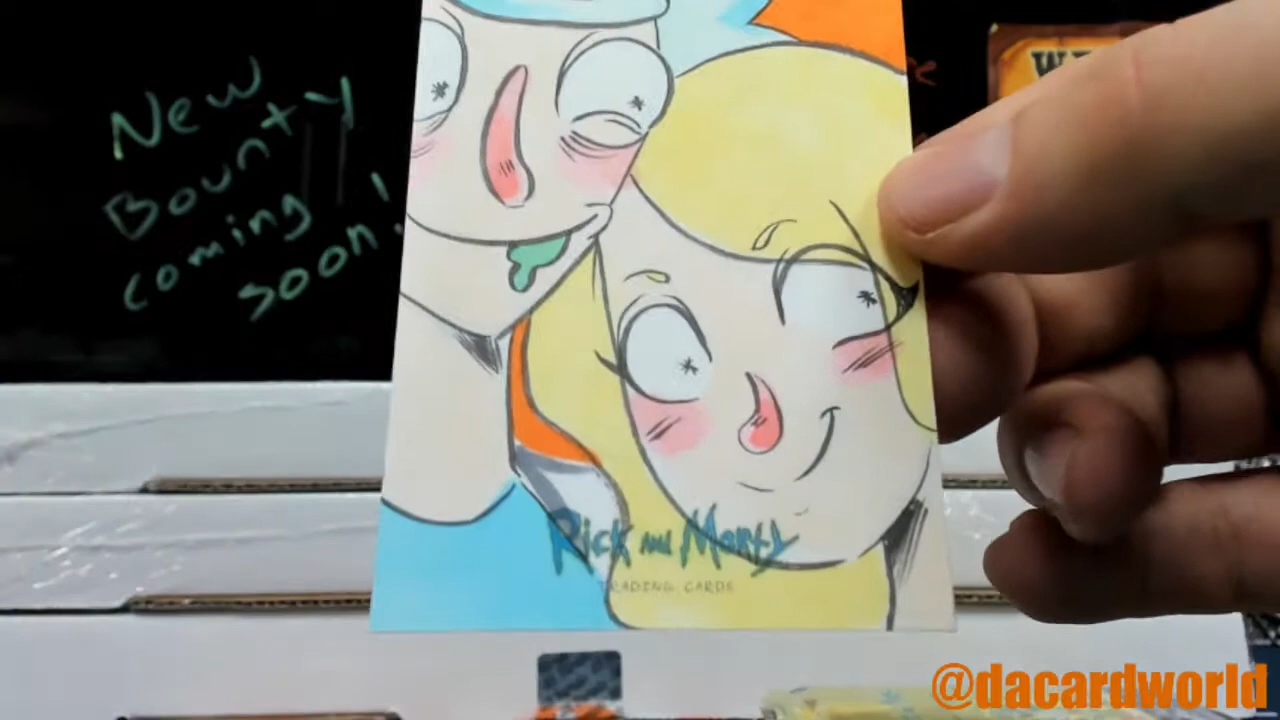 New
Bounty
coming
soon!
Rick and Morty
TRADING CARDS
@dacardworld